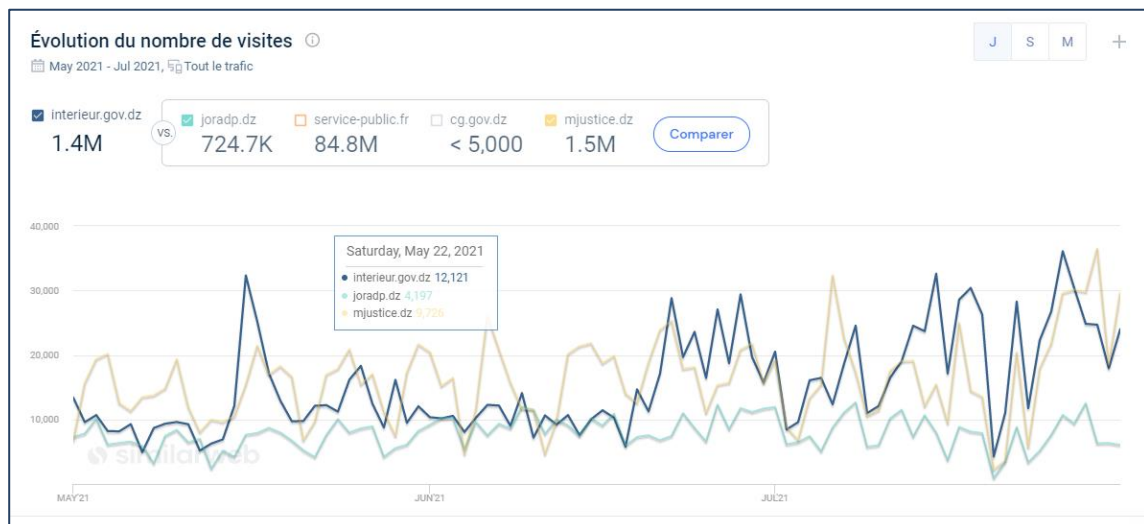 Évolution du nombre de visites
May 2021 - Jul 2021, Tout le trafic
J S M
interieur.gov.dz
1.4M
VS.
joradp.dz
724.7K
service-public.fr
84.8M
cg.gov.dz
< 5,000
mjustice.dz
1.5M
Comparer
40,000
30,000
20,000
10,000
Saturday, May 22, 2021
interieur.gov.dz 12,121
joradp.dz 4,197
mjustice.dz 9,726
similarweb
MAY'21 JUN'21 JUL'21